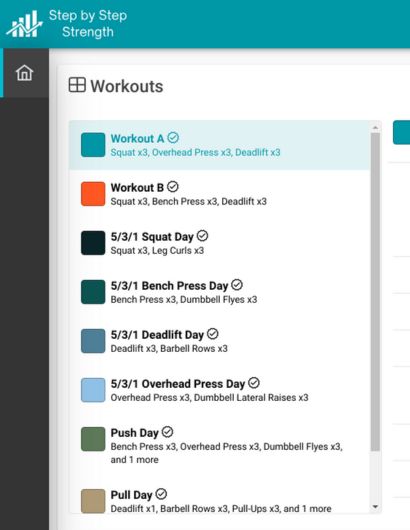 Step by Step
Strength
Workouts
Workout A
Squat x3, Overhead Press x3, Deadlift x3
Workout B
Squat x3, Bench Press x3, Deadlift x3
5/3/1 Squat Day
Squat x3, Leg Curls x3
5/3/1 Bench Press Day
Bench Press x3, Dumbbell Flyes x3
5/3/1 Deadlift Day
Deadlift x3, Barbell Rows x3
5/3/1 Overhead Press Day
Overhead Press x3, Dumbbell Lateral Raises x3
Push Day
Bench Press x3, Overhead Press x3, Dumbbell Flyes x3,
and 1 more
Pull Day
Deadlift x1, Barbell Rows x3, Pull-Ups x3, and 1 more